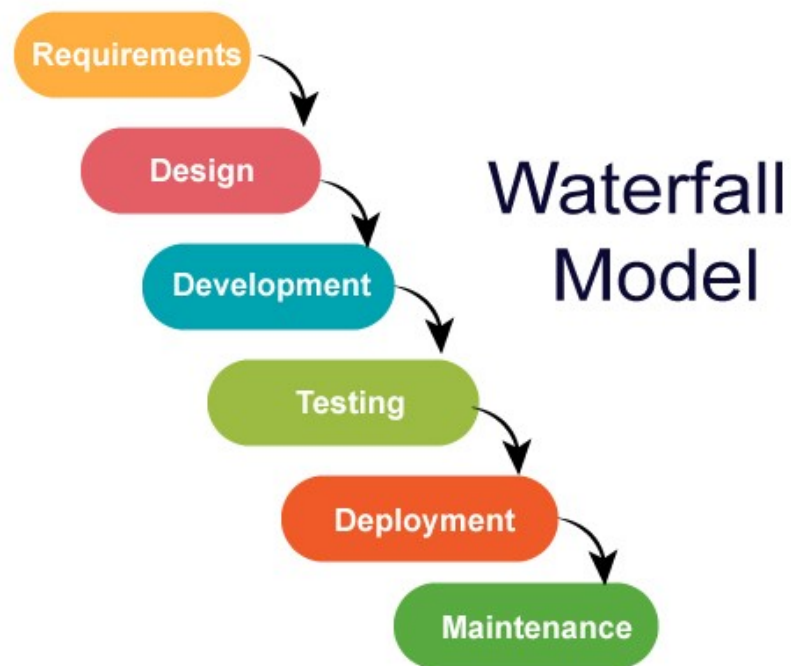 Requirements
Design
Waterfall
Model
Development
Testing
Deployment
Maintenance